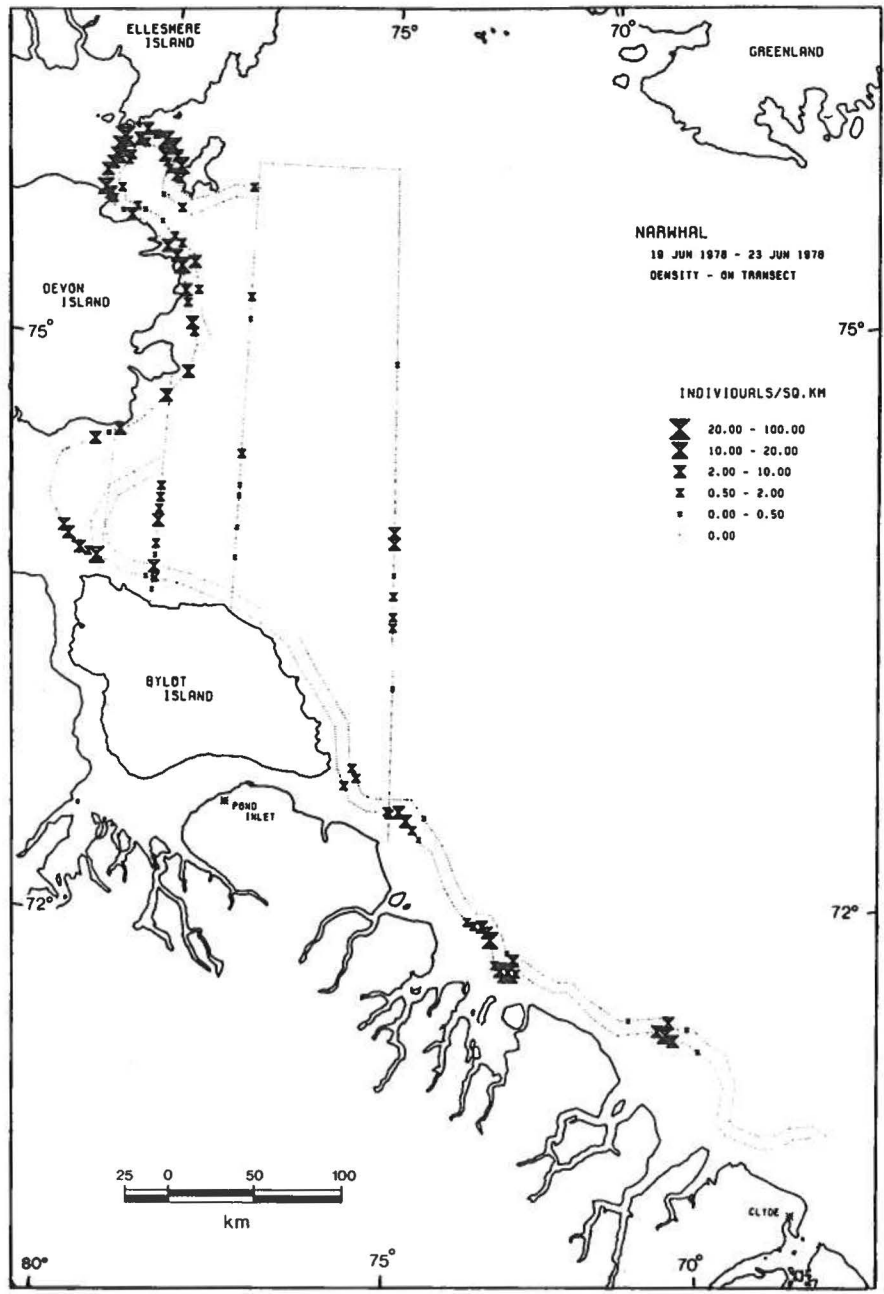 75°
70°
ELLESMERE
ISLAND
GREENLAND
NARWHAL
19 JUN 1978 - 23 JUN 1978
DENSITY - ON TRANSECT
DEVON
ISLAND
75°
75°
INDIVIDUALS/SQ.KM
20.00 - 100.00
10.00 - 20.00
2.00 - 10.00
0.50 - 2.00
0.00 - 0.50
0.00
BYLOT
ISLAND
POND
INLET
72°
72°
25 0 50 100
km
CLYDE
80°
75°
70°